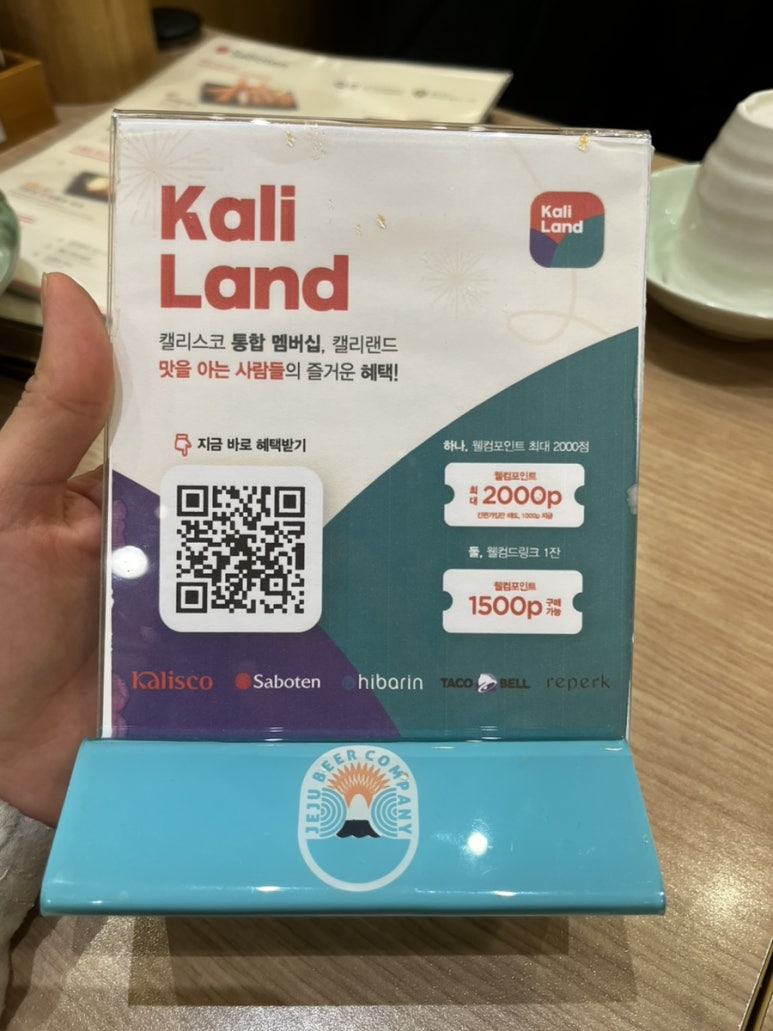 Kali
Land
Kali
Land
캘리스코 통합 멤버십, 캘리랜드
맛을 아는 사람들의 즐거운 혜택!
지금 바로 혜택받기
하나, 웰컴포인트 최대 2000점
웰컴포인트
최대 2000p
둘, 웰컴드링크 1잔
웰컴포인트
1500p 구매 가능
Kalisco
Saboten
hibarin
TACO BELL
reperk
JEJU BEER COMPANY